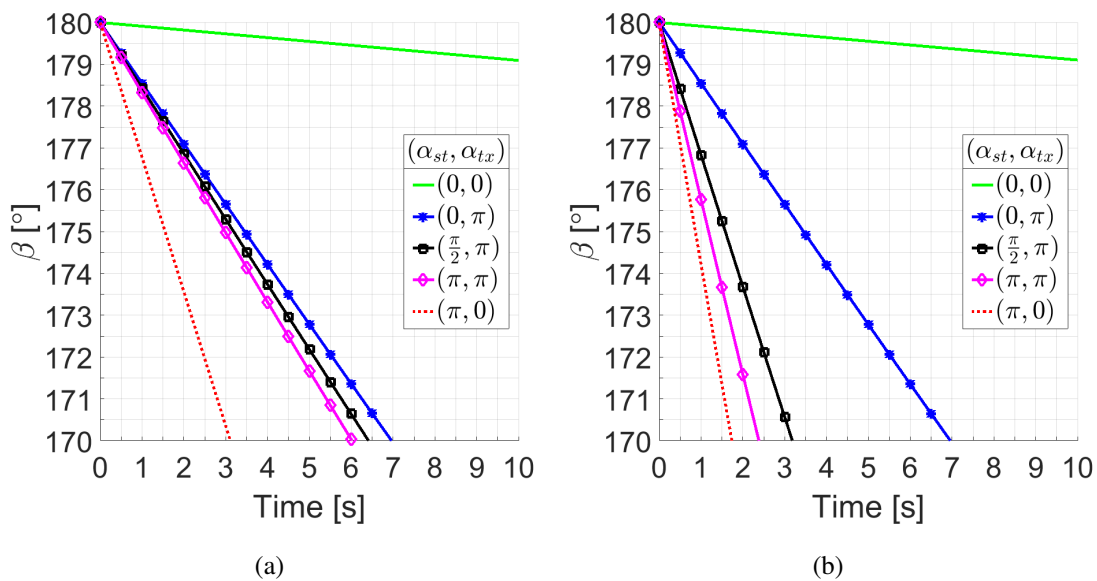 180
179
178
177
176
175
174
173
172
171
170
β [°]
0 1 2 3 4 5 6 7 8 9 10
Time [s]
(α_st, α_tx)
(0, 0)
(0, π)
(π/2, π)
(π, π)
(π, 0)
(a)
180
179
178
177
176
175
174
173
172
171
170
β [°]
0 1 2 3 4 5 6 7 8 9 10
Time [s]
(α_st, α_tx)
(0, 0)
(0, π)
(π/2, π)
(π, π)
(π, 0)
(b)